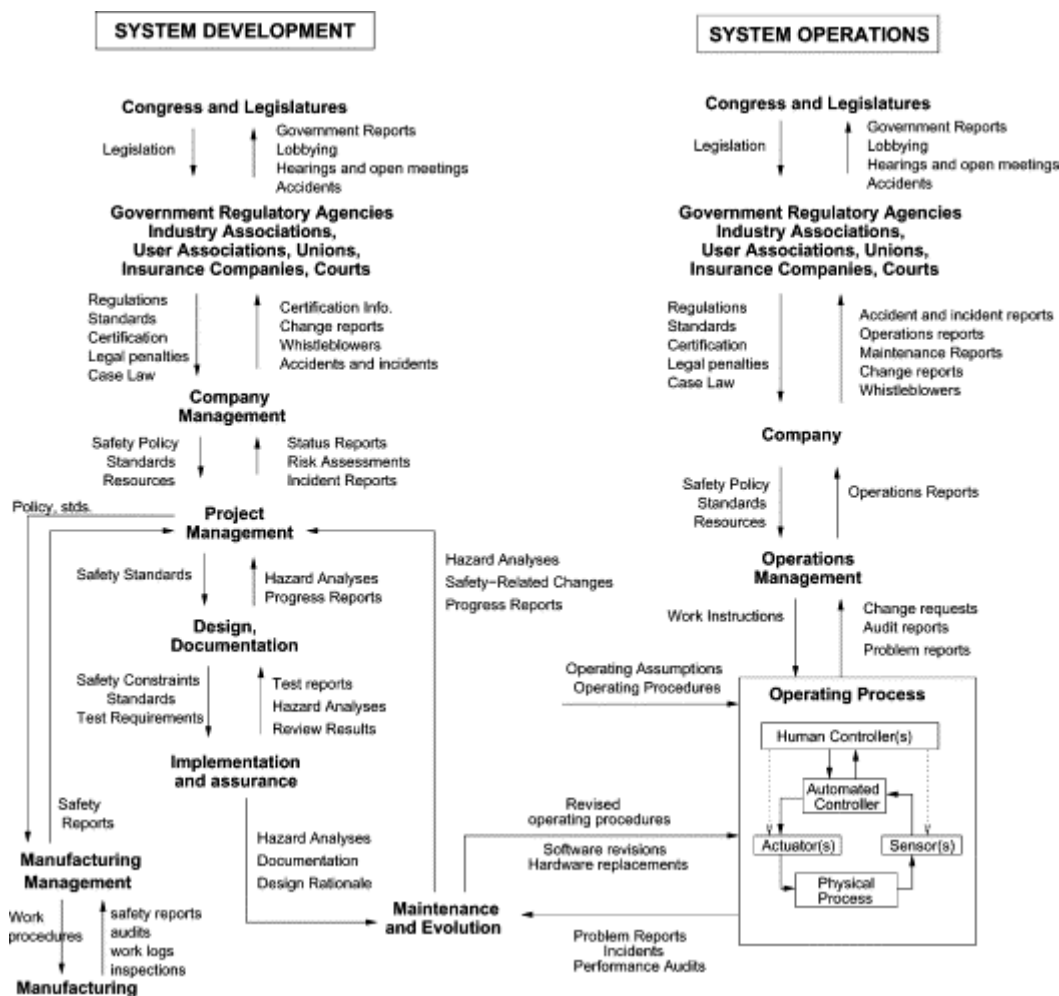 SYSTEM DEVELOPMENT
Congress and Legislatures
Legislation
Government Reports
Lobbying
Hearings and open meetings
Accidents
Government Regulatory Agencies
Industry Associations,
User Associations, Unions,
Insurance Companies, Courts
Regulations
Standards
Certification
Legal penalties
Case Law
Certification Info.
Change reports
Whistleblowers
Accidents and incidents
Company
Management
Safety Policy
Standards
Resources
Status Reports
Risk Assessments
Incident Reports
Policy, stds.
Project
Management
Safety Standards
Hazard Analyses
Progress Reports
Hazard Analyses
Safety-Related Changes
Progress Reports
Design,
Documentation
Safety Constraints
Standards
Test Requirements
Test reports
Hazard Analyses
Review Results
Implementation
and assurance
Safety
Reports
Hazard Analyses
Documentation
Design Rationale
Manufacturing
Management
Work
procedures
safety reports
audits
work logs
inspections
Manufacturing
Maintenance
and Evolution
SYSTEM OPERATIONS
Congress and Legislatures
Legislation
Government Reports
Lobbying
Hearings and open meetings
Accidents
Government Regulatory Agencies
Industry Associations,
User Associations, Unions,
Insurance Companies, Courts
Regulations
Standards
Certification
Legal penalties
Case Law
Accident and incident reports
Operations reports
Maintenance Reports
Change reports
Whistleblowers
Company
Safety Policy
Standards
Resources
Operations Reports
Operations
Management
Work Instructions
Change requests
Audit reports
Problem reports
Operating Assumptions
Operating Procedures
Operating Process
Human Controller(s)
Automated
Controller
Actuator(s)
Sensor(s)
Physical
Process
Revised
operating procedures
Software revisions
Hardware replacements
Problem Reports
Incidents
Performance Audits